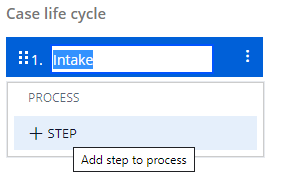 Case life cycle
1. Intake
PROCESS
+ STEP
Add step to process